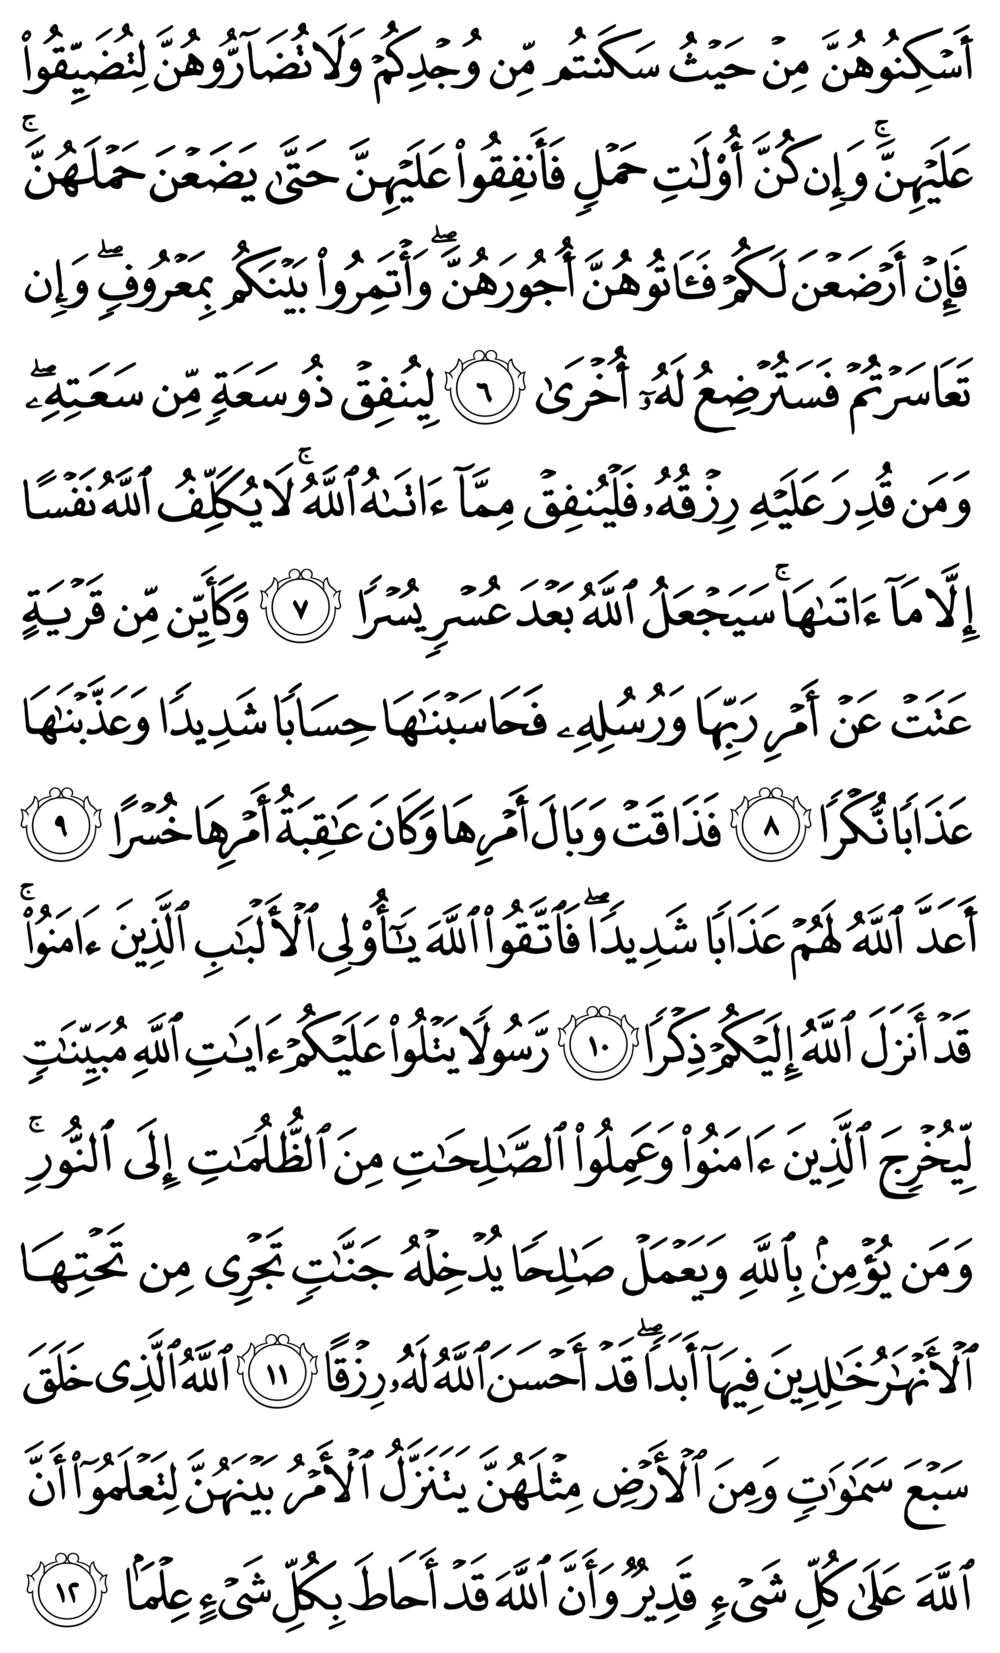 أَسۡكِنُوهُنَّ مِنۡ حَيۡثُ سَكَنتُم مِّن وُجۡدِكُمۡ وَلَا تُضَآرُّوهُنَّ لِتُضَيِّقُواْ
عَلَيۡهِنَّۚ وَإِن كُنَّ أُوْلَٰتِ حَمۡلٖ فَأَنفِقُواْ عَلَيۡهِنَّ حَتَّىٰ يَضَعۡنَ حَمۡلَهُنَّۚ
فَإِنۡ أَرۡضَعۡنَ لَكُمۡ فَـَٔاتُوهُنَّ أُجُورَهُنَّۖ وَأۡتَمِرُواْ بَيۡنَكُم بِمَعۡرُوفٖۖ وَإِن
تَعَاسَرۡتُمۡ فَسَتُرۡضِعُ لَهُۥٓ أُخۡرَىٰ ٦ لِيُنفِقۡ ذُو سَعَةٖ مِّن سَعَتِهِۦۖ
وَمَن قُدِرَ عَلَيۡهِ رِزۡقُهُۥ فَلۡيُنفِقۡ مِمَّآ ءَاتَىٰهُ ٱللَّهُۚ لَا يُكَلِّفُ ٱللَّهُ نَفۡسًا
إِلَّا مَآ ءَاتَىٰهَاۚ سَيَجۡعَلُ ٱللَّهُ بَعۡدَ عُسۡرٖ يُسۡرٗا ٧ وَكَأَيِّن مِّن قَرۡيَةٍ
عَتَتۡ عَنۡ أَمۡرِ رَبِّهَا وَرُسُلِهِۦ فَحَاسَبۡنَٰهَا حِسَابٗا شَدِيدٗا وَعَذَّبۡنَٰهَا
عَذَابٗا نُّكۡرٗا ٨ فَذَاقَتۡ وَبَالَ أَمۡرِهَا وَكَانَ عَٰقِبَةُ أَمۡرِهَا خُسۡرًا ٩
أَعَدَّ ٱللَّهُ لَهُمۡ عَذَابٗا شَدِيدٗاۖ فَٱتَّقُواْ ٱللَّهَ يَٰٓأُوْلِي ٱلۡأَلۡبَٰبِ ٱلَّذِينَ ءَامَنُواْۚ
قَدۡ أَنزَلَ ٱللَّهُ إِلَيۡكُمۡ ذِكۡرٗا ١٠ رَّسُولٗا يَتۡلُواْ عَلَيۡكُمۡ ءَايَٰتِ ٱللَّهِ مُبَيِّنَٰتٖ
لِّيُخۡرِجَ ٱلَّذِينَ ءَامَنُواْ وَعَمِلُواْ ٱلصَّٰلِحَٰتِ مِنَ ٱلظُّلُمَٰتِ إِلَى ٱلنُّورِۚ
وَمَن يُؤۡمِنۢ بِٱللَّهِ وَيَعۡمَلۡ صَٰلِحٗا يُدۡخِلۡهُ جَنَّٰتٖ تَجۡرِي مِن تَحۡتِهَا
ٱلۡأَنۡهَٰرُ خَٰلِدِينَ فِيهَآ أَبَدٗاۖ قَدۡ أَحۡسَنَ ٱللَّهُ لَهُۥ رِزۡقًا ١١ ٱللَّهُ ٱلَّذِي خَلَقَ
سَبۡعَ سَمَٰوَٰتٖ وَمِنَ ٱلۡأَرۡضِ مِثۡلَهُنَّ يَتَنَزَّلُ ٱلۡأَمۡرُ بَيۡنَهُنَّ لِتَعۡلَمُوٓاْ أَنَّ
ٱللَّهَ عَلَىٰ كُلِّ شَيۡءٖ قَدِيرٞ وَأَنَّ ٱللَّهَ قَدۡ أَحَاطَ بِكُلِّ شَيۡءٍ عِلۡمَۢا ١٢